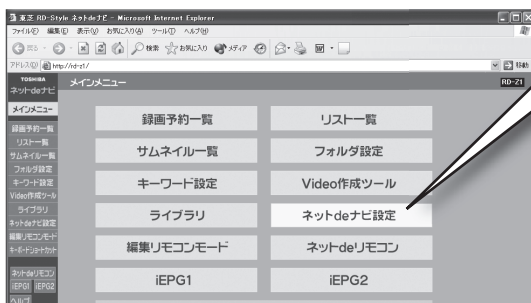 東芝 RD-Style ネットdeナビ - Microsoft Internet Explorer
ファイル(F) 編集(E) 表示(V) お気に入り(A) ツール(T) ヘルプ(H)
戻る 検索 お気に入り メディア
アドレス(D) http://rd-z1/ 移動
TOSHIBA
ネットdeナビ
メインメニュー RD-Z1
メインメニュー
録画予約一覧
リスト一覧
サムネイル一覧
フォルダ設定
キーワード設定
Video作成ツール
ライブラリ
ネットdeナビ設定
編集リモコンモード
キーボードショートカット
ネットdeリモコン
iEPG1 iEPG2
ヘルプ
録画予約一覧 リスト一覧
サムネイル一覧 フォルダ設定
キーワード設定 Video作成ツール
ライブラリ ネットdeナビ設定
編集リモコンモード ネットdeリモコン
iEPG1 iEPG2